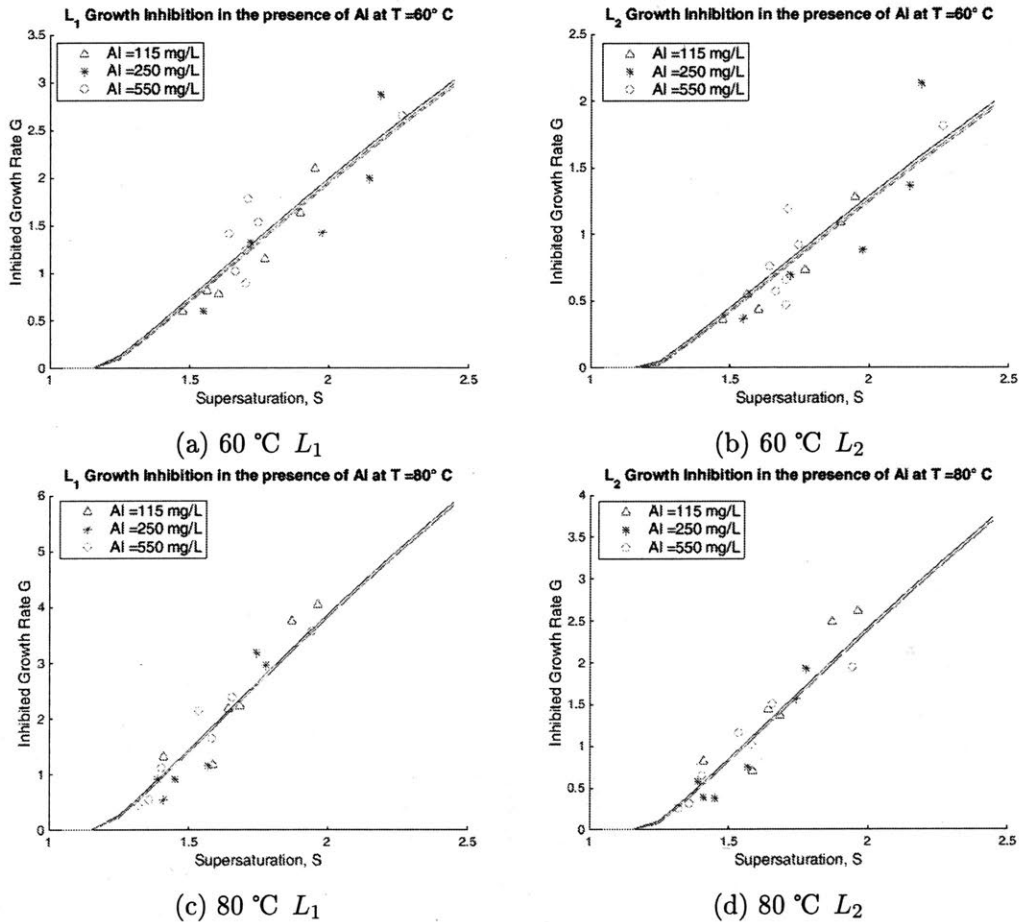 L1 Growth Inhibition in the presence of Al at T =60° C
3.5
3
2.5
2
1.5
1
0.5
0
Inhibited Growth Rate G
Al =115 mg/L
Al =250 mg/L
Al =550 mg/L
1 1.5 2 2.5
Supersaturation, S
(a) 60 °C L1
L2 Growth Inhibition in the presence of Al at T =60° C
2.5
2
1.5
1
0.5
0
Inhibited Growth Rate G
Al =115 mg/L
Al =250 mg/L
Al =550 mg/L
1 1.5 2 2.5
Supersaturation, S
(b) 60 °C L2
L1 Growth Inhibition in the presence of Al at T =80° C
6
5
4
3
2
1
0
Inhibited Growth Rate G
Al =115 mg/L
Al =250 mg/L
Al =550 mg/L
1 1.5 2 2.5
Supersaturation, S
(c) 80 °C L1
L2 Growth Inhibition in the presence of Al at T =80° C
4
3.5
3
2.5
2
1.5
1
0.5
0
Inhibited Growth Rate G
Al =115 mg/L
Al =250 mg/L
Al =550 mg/L
1 1.5 2 2.5
Supersaturation, S
(d) 80 °C L2